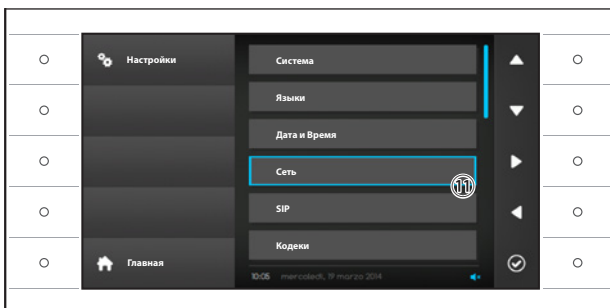 Настройки
Главная
Система
Языки
Дата и Время
Сеть
11
SIP
Кодеки
10:05 mercoledì, 19 marzo 2014